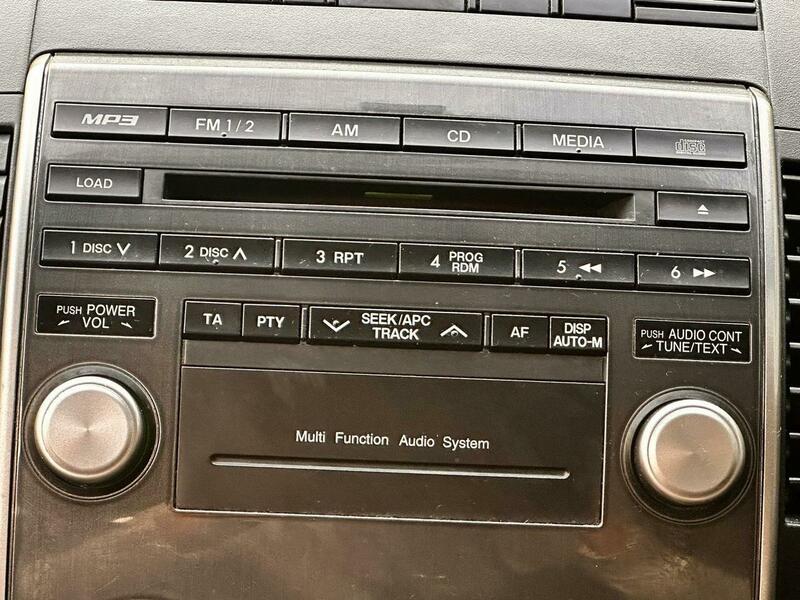 MP3
FM 1/2
AM
CD
MEDIA
disc
LOAD
1 DISC
2 DISC
3 RPT
4 PROG
RDM
5
6
PUSH POWER
VOL
TA
PTY
SEEK/APC
TRACK
AF
DISP
AUTO-M
PUSH AUDIO CONT
TUNE/TEXT
Multi Function Audio System